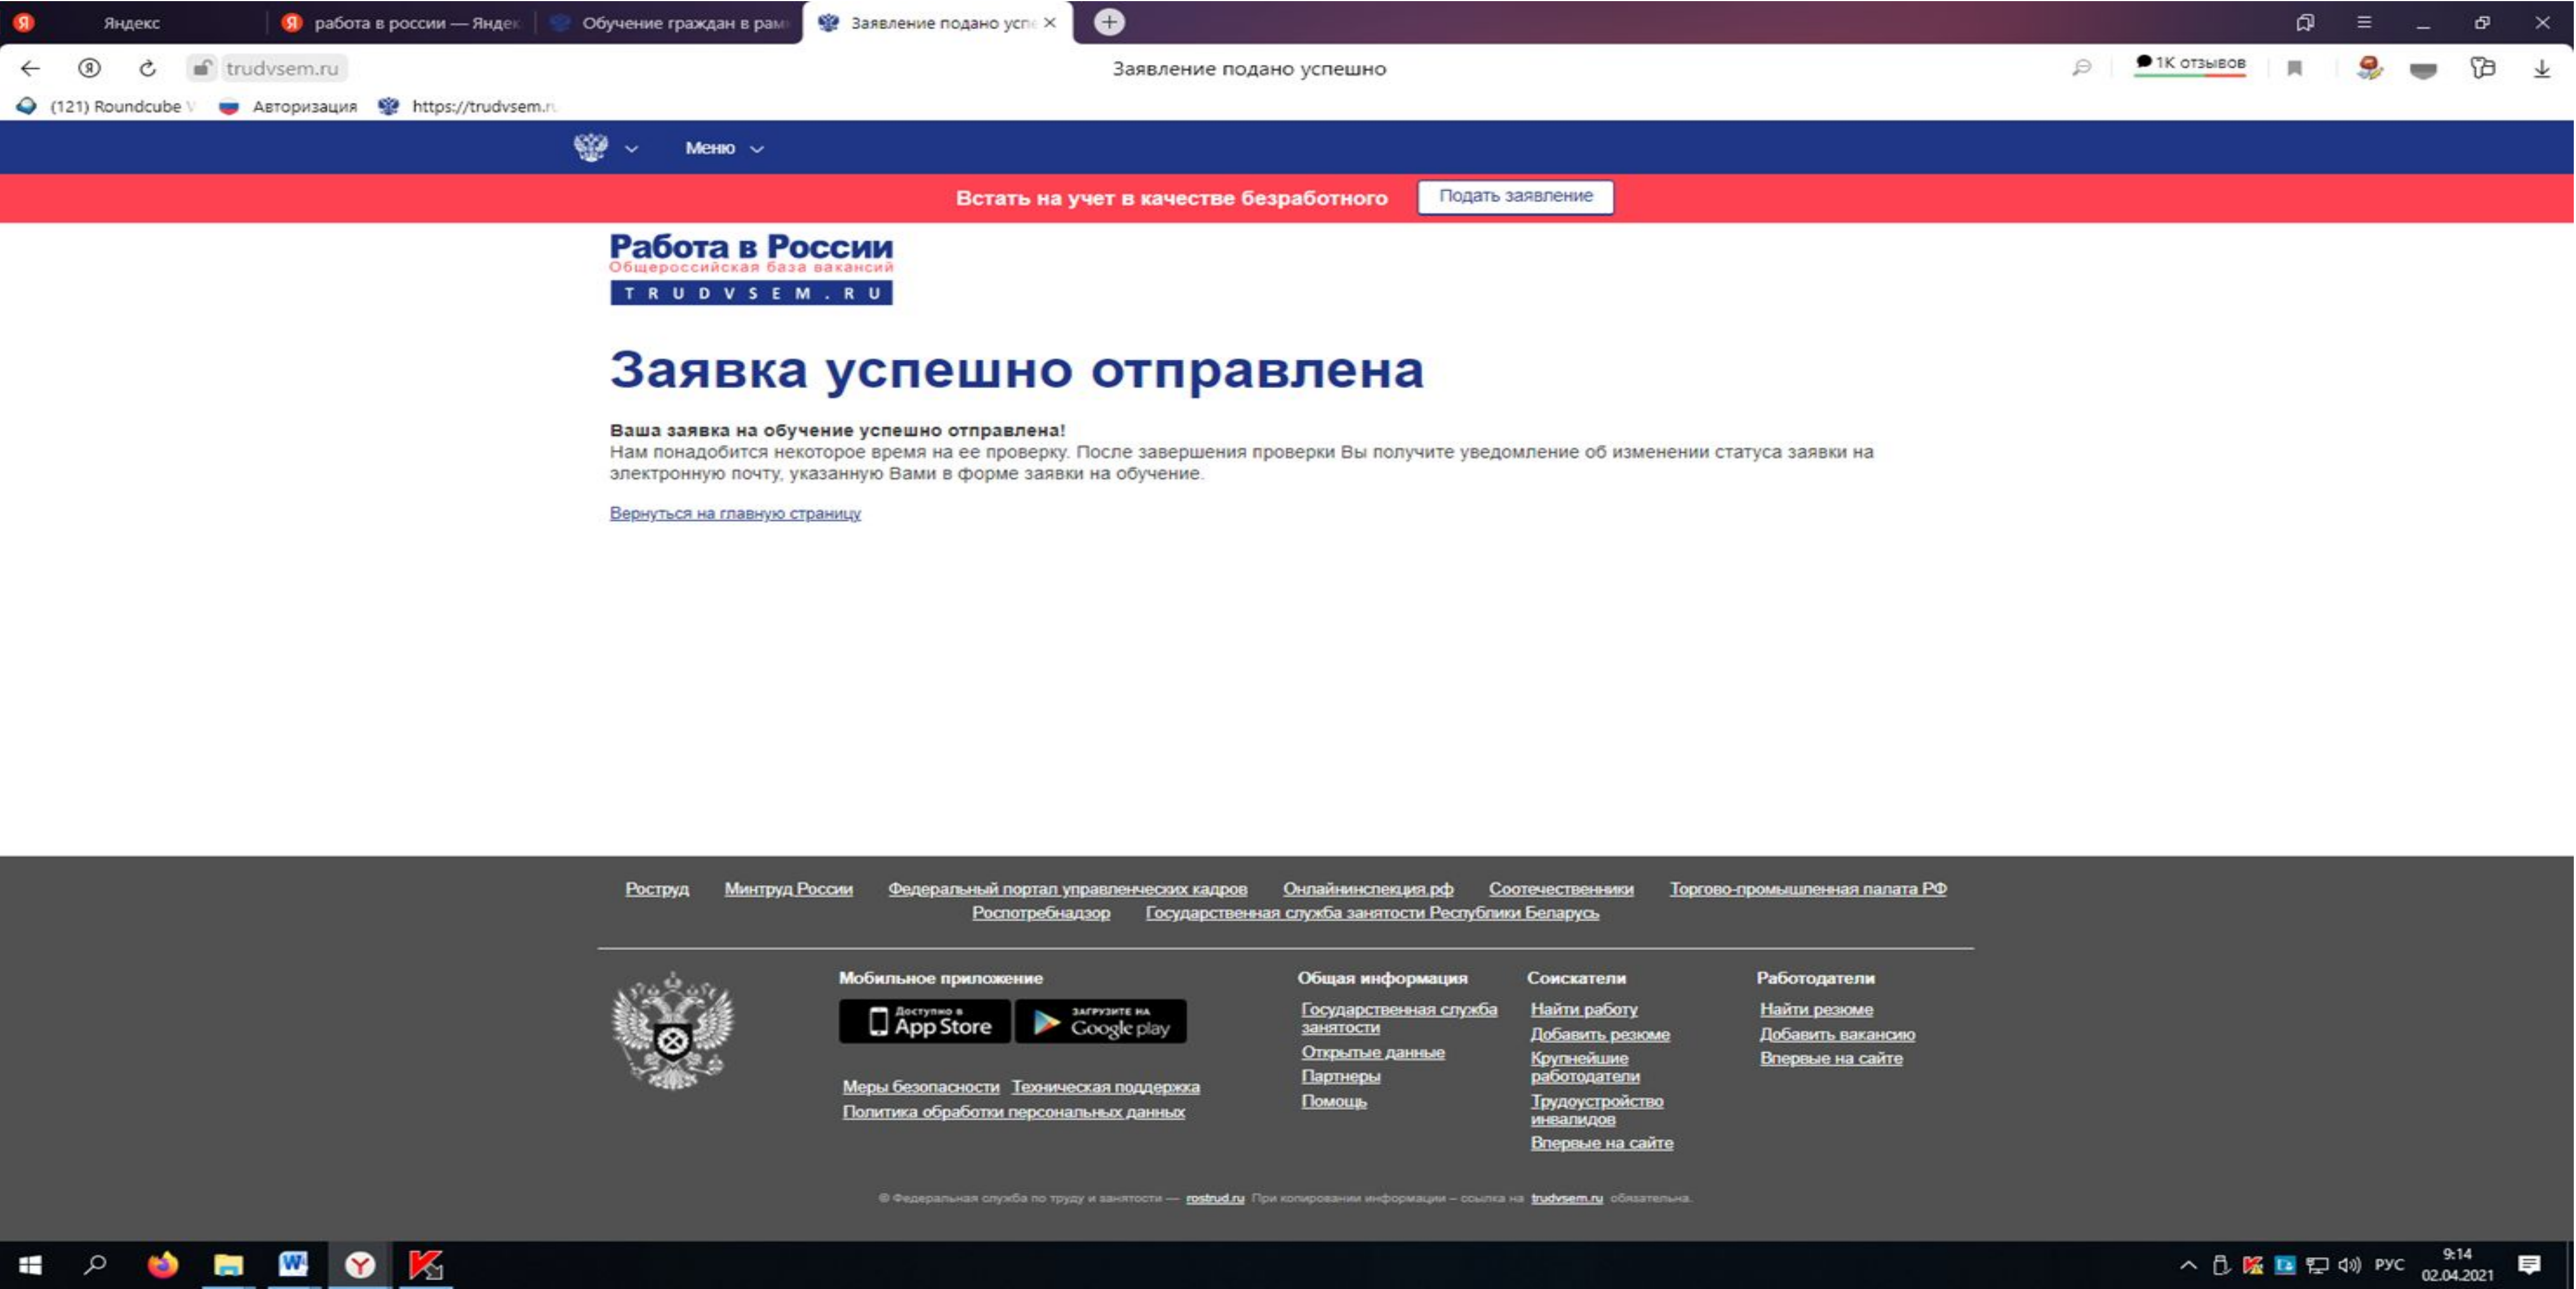 Яндекс
работа в россии — Яндек
Обучение граждан в рам
Заявление подано успе
trudvsem.ru
Заявление подано успешно
1К отзывов
(121) Roundcube
Авторизация
https://trudvsem.ru
Меню
Встать на учет в качестве безработного
Подать заявление
Работа в России
Общероссийская база вакансий
TRUDVSEM.RU
Заявка успешно отправлена
Ваша заявка на обучение успешно отправлена!
Нам понадобится некоторое время на ее проверку. После завершения проверки Вы получите уведомление об изменении статуса заявки на
электронную почту, указанную Вами в форме заявки на обучение.
Вернуться на главную страницу
Роструд Минтруд России Федеральный портал управленческих кадров Онлайнинспекция.рф Соотечественники Торгово-промышленная палата РФ
Роспотребнадзор Государственная служба занятости Республики Беларусь
Мобильное приложение
Доступно в
App Store
ЗАГРУЗИТЕ НА
Google play
Меры безопасности Техническая поддержка
Политика обработки персональных данных
Общая информация
Государственная служба
занятости
Открытые данные
Партнеры
Помощь
Соискатели
Найти работу
Добавить резюме
Крупнейшие
работодатели
Трудоустройство
инвалидов
Впервые на сайте
Работодатели
Найти резюме
Добавить вакансию
Впервые на сайте
© Федеральная служба по труду и занятости — rostrud.ru При копировании информации – ссылка на trudvsem.ru обязательна.
РУС
9:14
02.04.2021